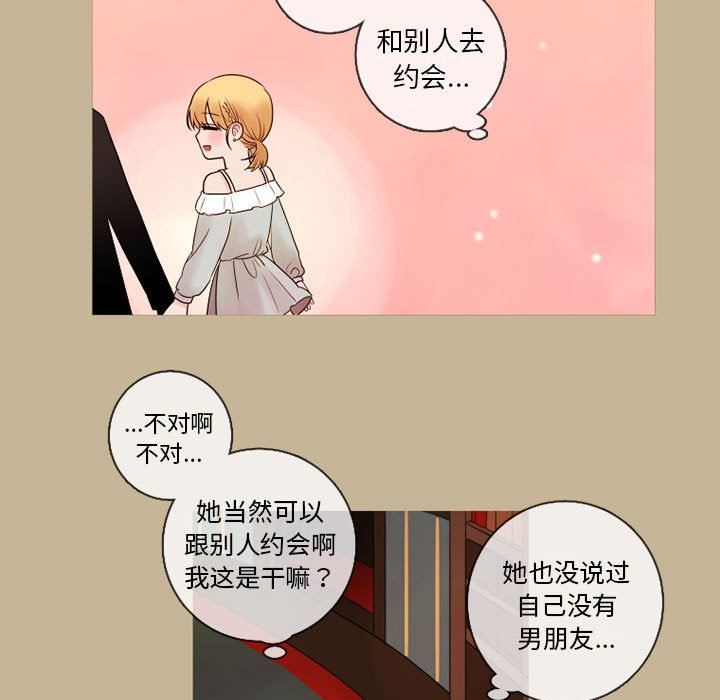 和别人去
约会...
...不对啊
不对...
她当然可以
跟别人约会啊
我这是干嘛？
她也没说过
自己没有
男朋友...